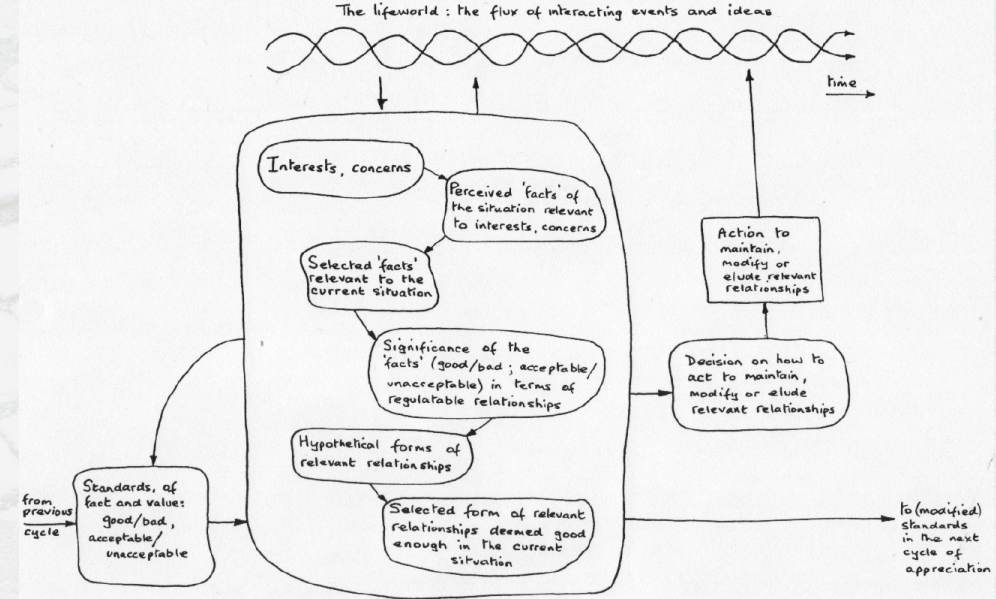 The lifeworld : the flux of interacting events and ideas
time
Interests, concerns
Perceived 'facts' of
the situation relevant
to interests, concerns
Selected 'facts'
relevant to the
current situation
Significance of the
'facts' (good/bad; acceptable/
unacceptable) in terms of
regulatable relationships
Hypothetical forms of
relevant relationships
Selected form of relevant
relationships deemed good
enough in the current
situation
Action to
maintain,
modify or
elude relevant
relationships
Decision on how to
act to maintain,
modify or elude
relevant relationships
from
previous
cycle
Standards, of
fact and value:
good/bad,
acceptable/
unacceptable
to (modified)
standards
in the next
cycle of
appreciation